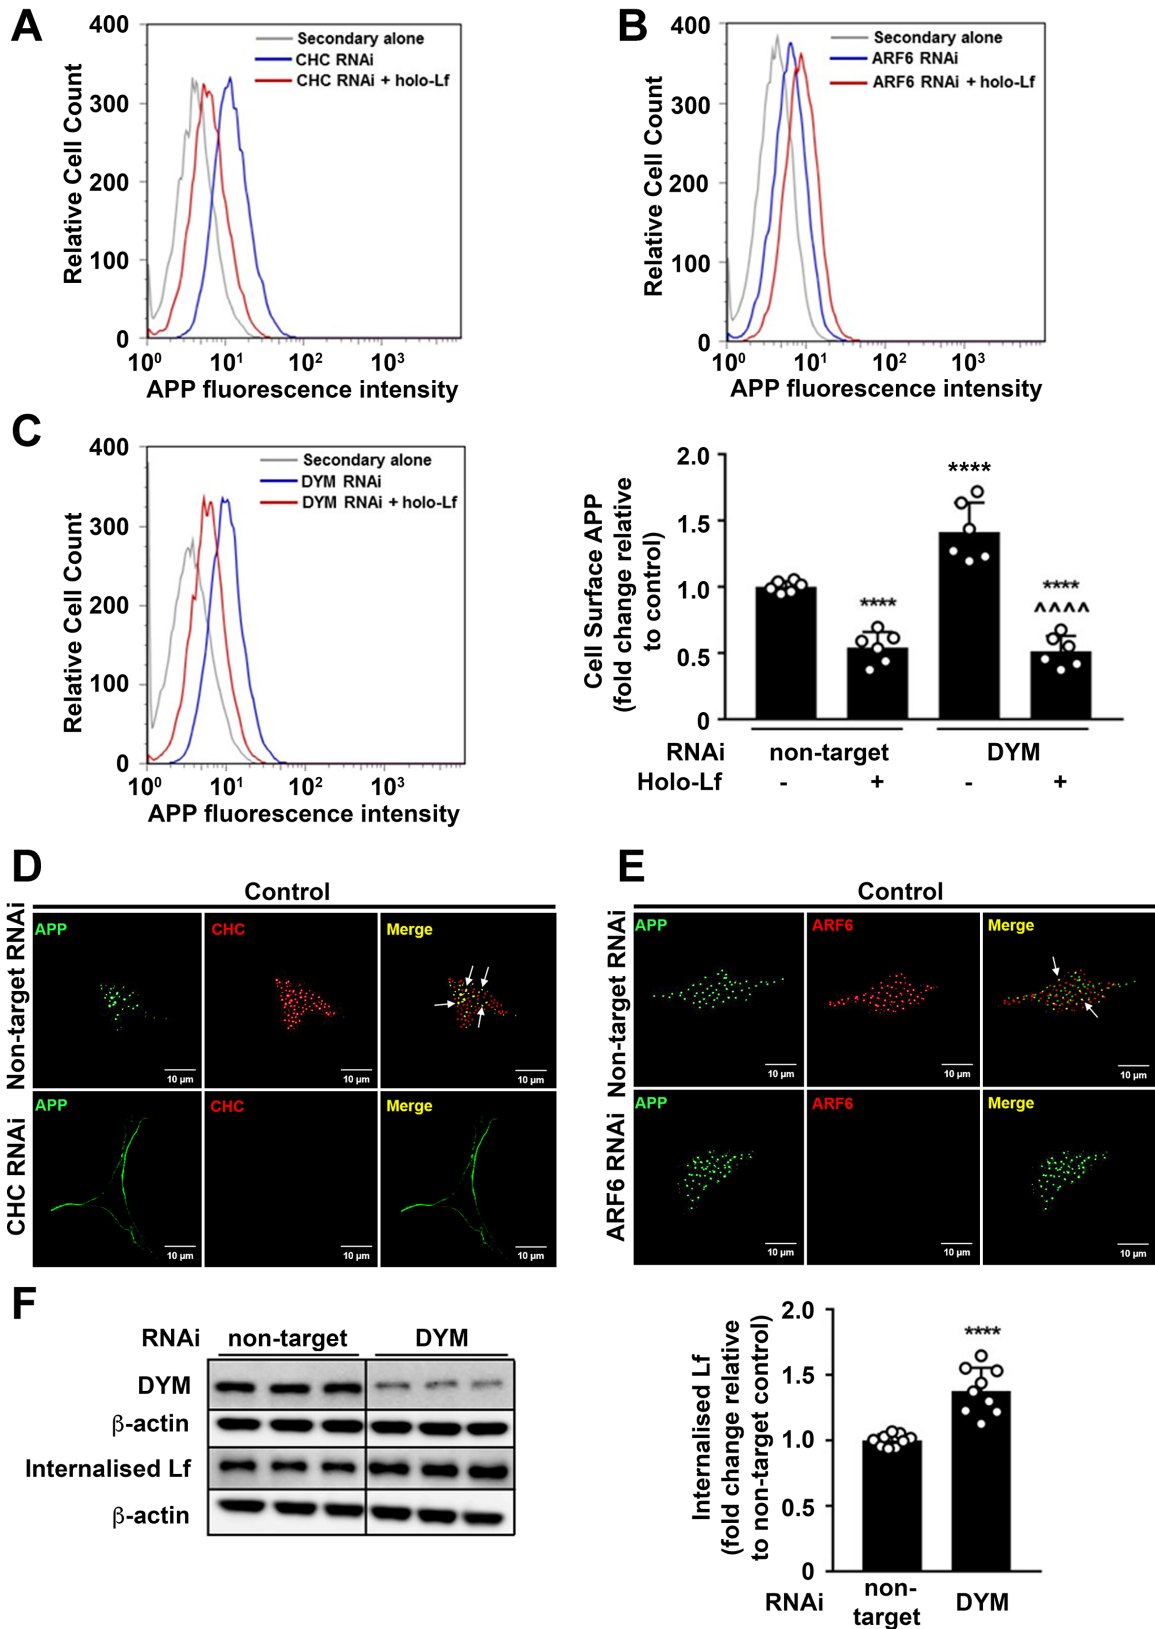 A
400
300
200
100
0
Relative Cell Count
Secondary alone
CHC RNAi
CHC RNAi + holo-Lf
10⁰ 10¹ 10² 10³
APP fluorescence intensity
B
400
300
200
100
0
Relative Cell Count
Secondary alone
ARF6 RNAi
ARF6 RNAi + holo-Lf
10⁰ 10¹ 10² 10³
APP fluorescence intensity
C
400
300
200
100
0
Relative Cell Count
Secondary alone
DYM RNAi
DYM RNAi + holo-Lf
10⁰ 10¹ 10² 10³
APP fluorescence intensity
Cell Surface APP
(fold change relative
to control)
2.0
1.5
1.0
0.5
0
****
****
****
^^^^
RNAi non-target DYM
Holo-Lf - + - +
D
Control
Non-target RNAi
APP CHC Merge
10 µm 10 µm 10 µm
CHC RNAi
APP CHC Merge
10 µm 10 µm 10 µm
E
Control
Non-target RNAi
APP ARF6 Merge
10 µm 10 µm 10 µm
ARF6 RNAi
APP ARF6 Merge
10 µm 10 µm 10 µm
F
RNAi non-target DYM
DYM
β-actin
Internalised Lf
β-actin
Internalised Lf
(fold change relative
to non-target control)
2.0
1.5
1.0
0.5
0
****
RNAi non-
target DYM